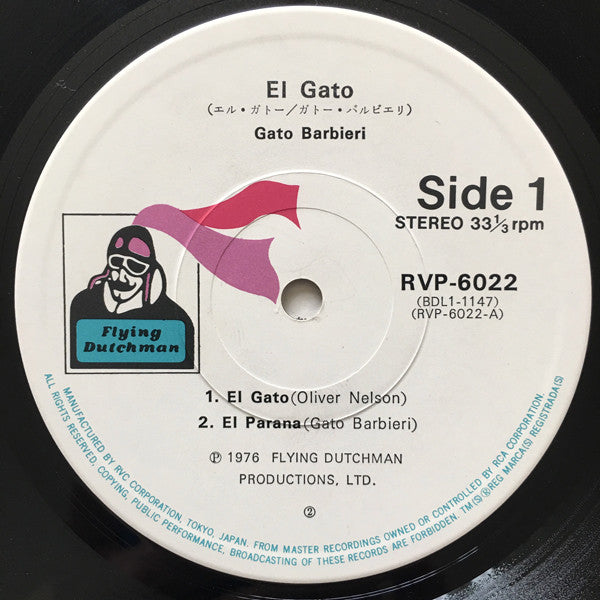 El Gato
(エル・ガトー/ガトー・バルビエリ)
Gato Barbieri
Side 1
STEREO 33 1/3 rpm
RVP-6022
(BDL1-1147)
(RVP-6022-A)
Flying
Dutchman
1. El Gato(Oliver Nelson)
2. El Parana(Gato Barbieri)
Ⓟ 1976 FLYING DUTCHMAN
PRODUCTIONS, LTD.
②
MANUFACTURED BY RVC CORPORATION, TOKYO, JAPAN. FROM MASTER RECORDINGS OWNED OR CONTROLLED BY RCA CORPORATION.
ALL RIGHTS RESERVED, COPYING, PUBLIC PERFORMANCE, BROADCASTING OF THESE RECORDS ARE FORBIDDEN. TM(S)®REG MARCA(S) REGISTRADA(S)